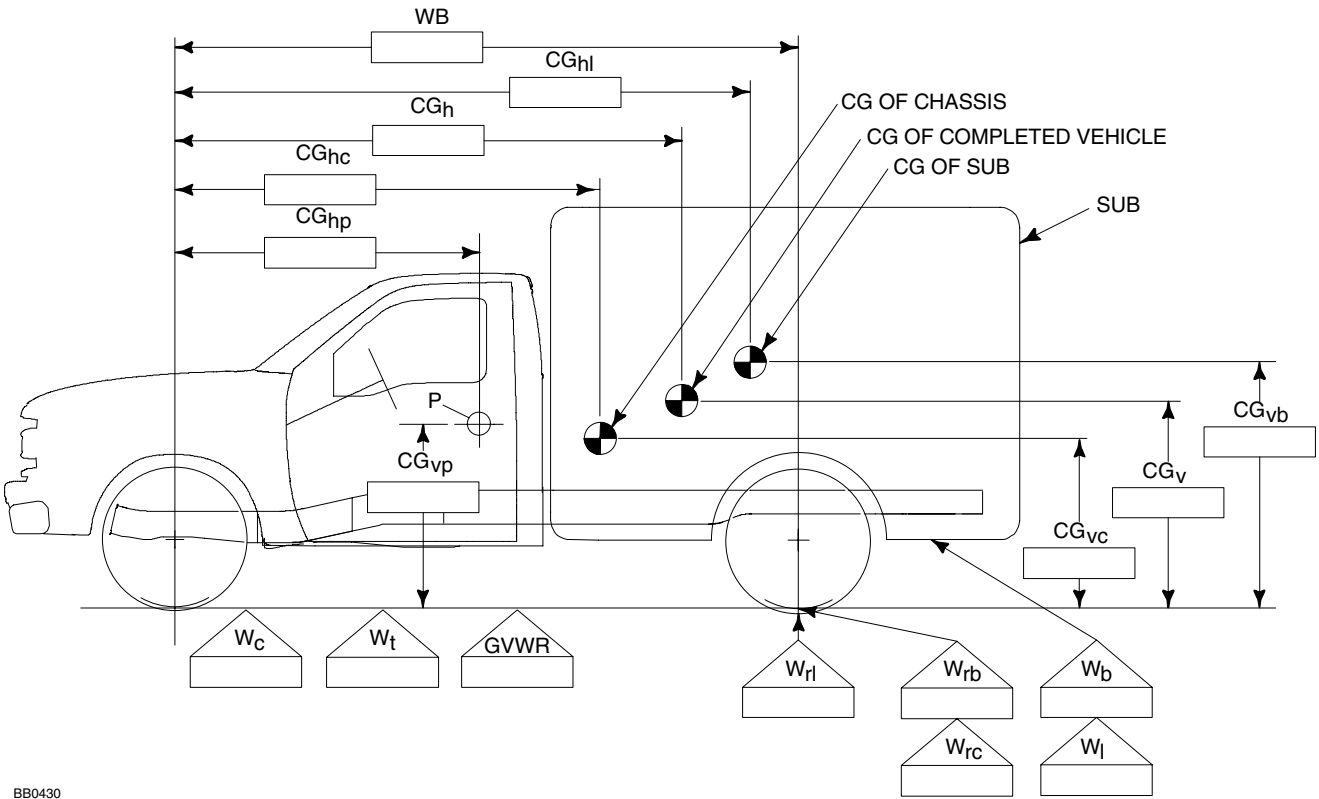 WB
CGhl
CGh
CGhc
CGhp
CG OF CHASSIS
CG OF COMPLETED VEHICLE
CG OF SUB
SUB
P
CGvp
CGvb
CGv
CGvc
Wc
Wt
GVWR
Wrl
Wrb
Wb
Wrc
Wl
BB0430